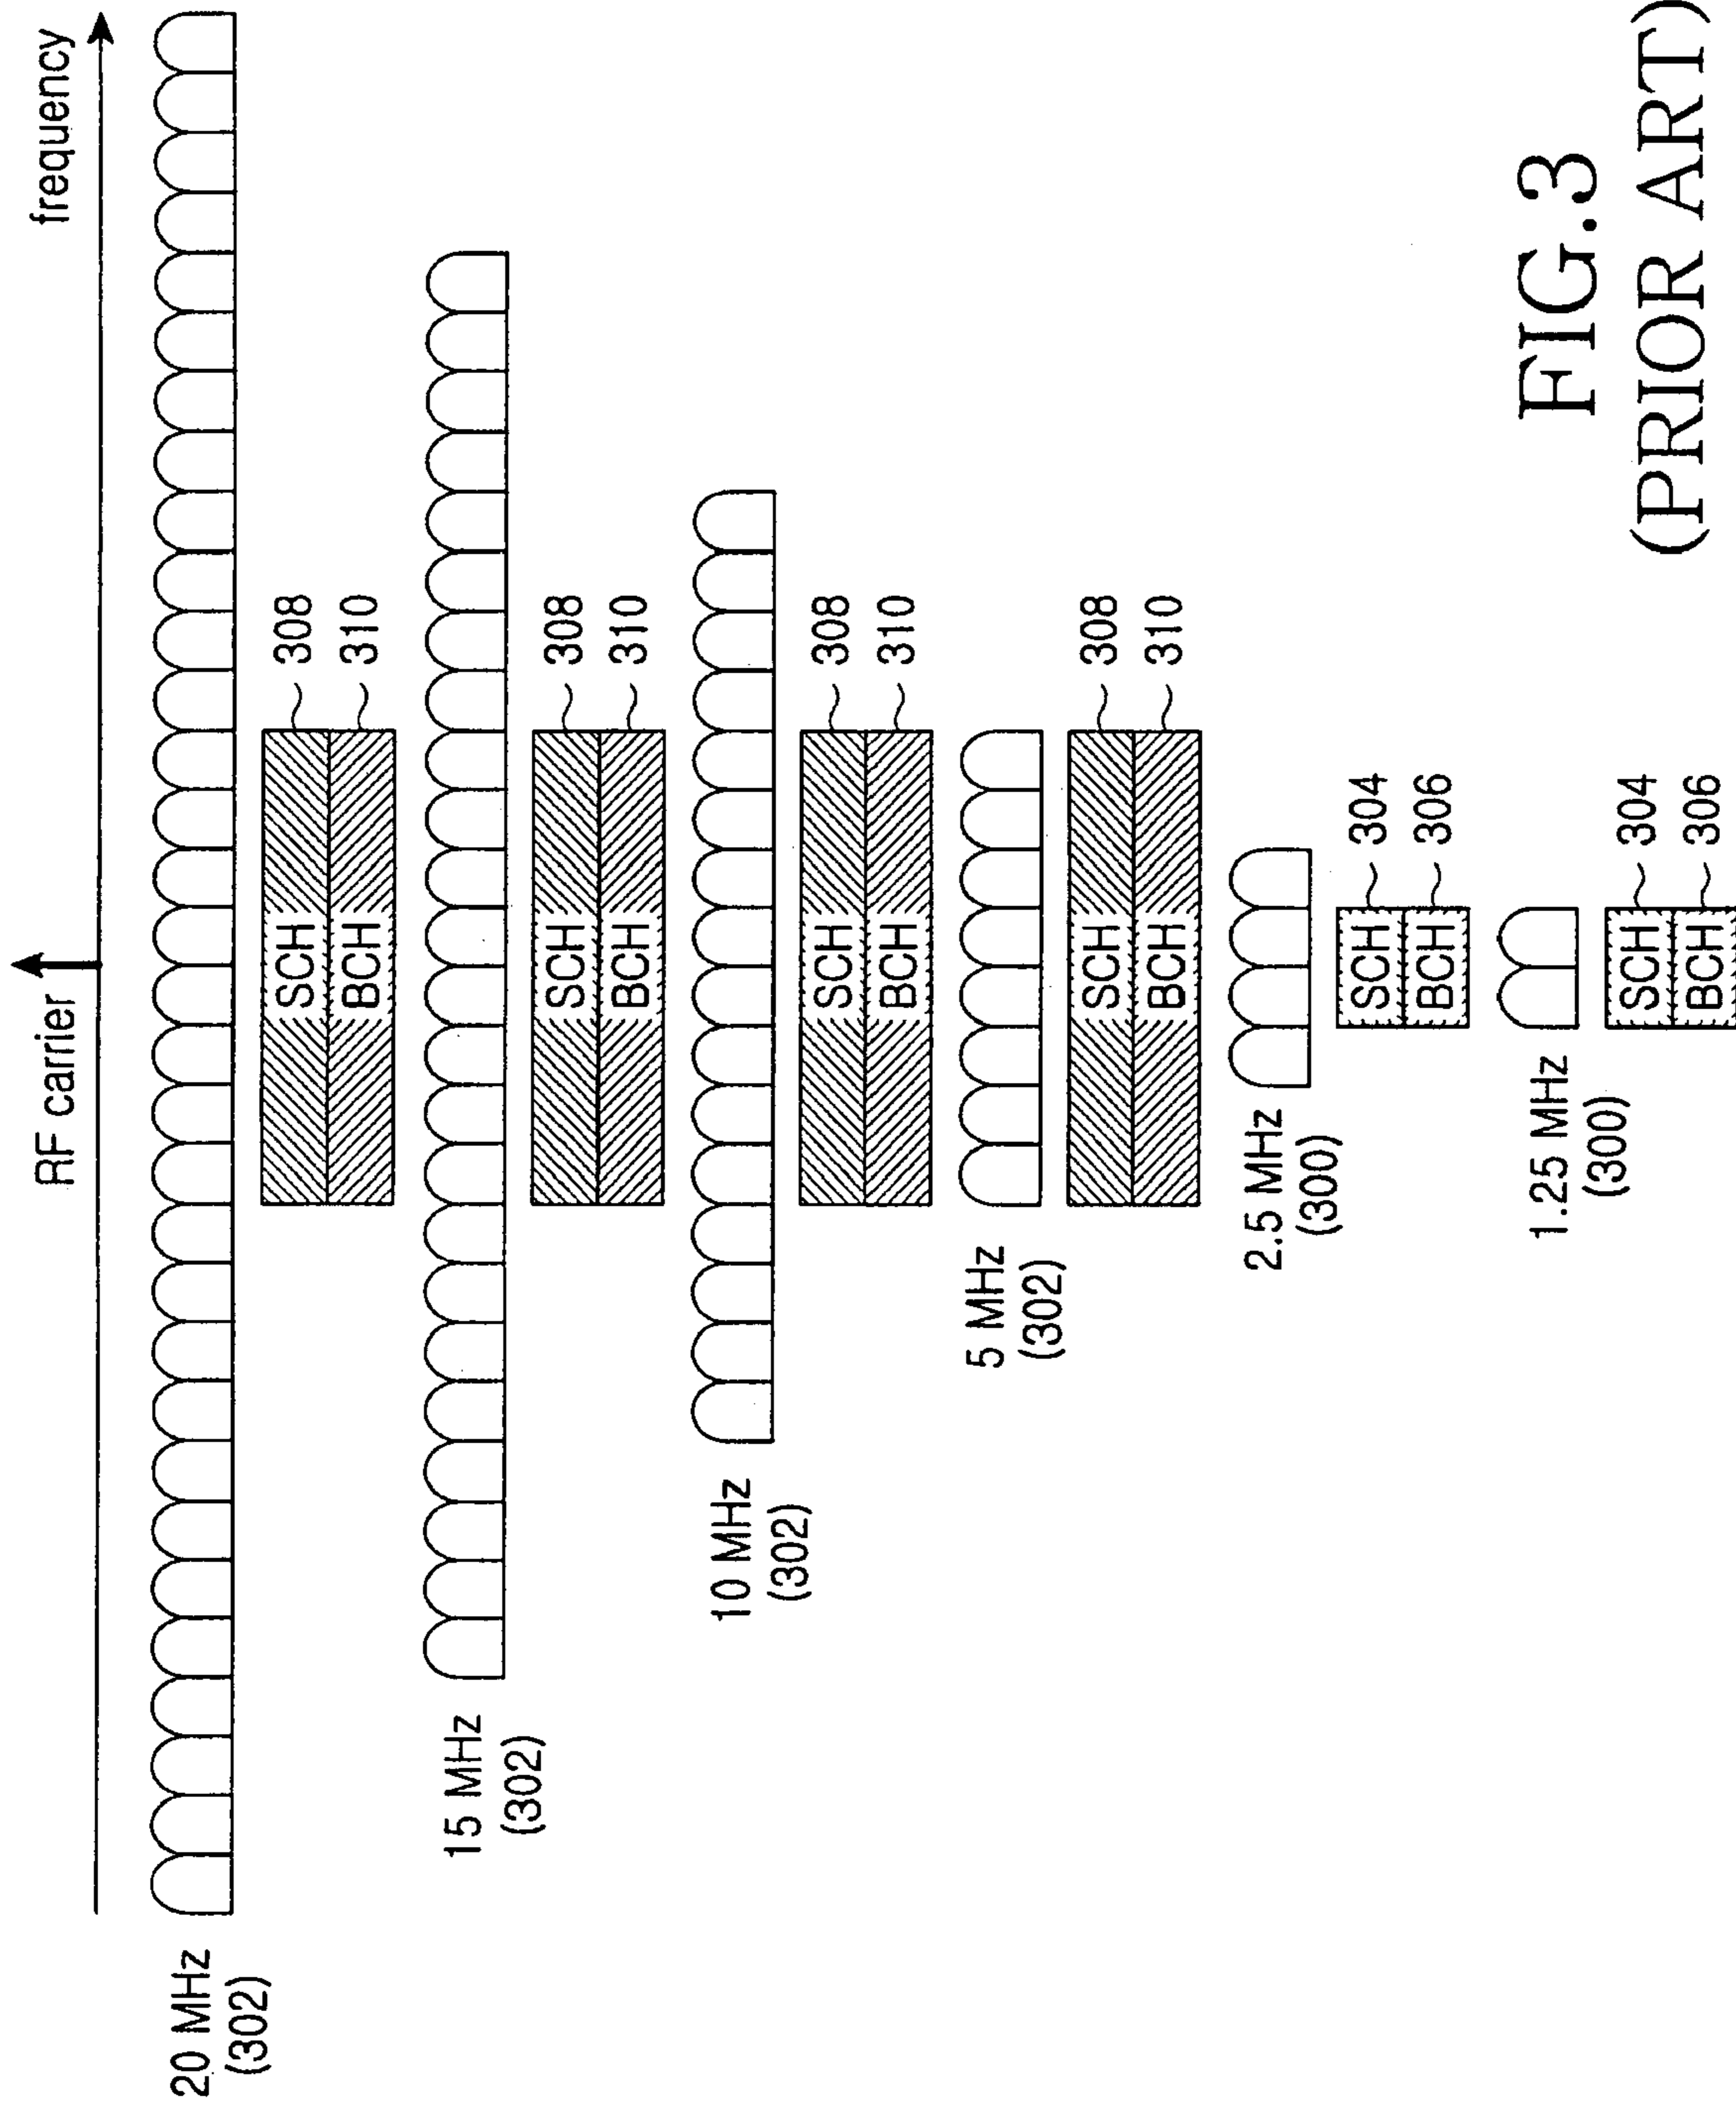 RF carrier
frequency
20 MHz
(302)
SCH
308
BCH
310
15 MHz
(302)
SCH
308
BCH
310
10 MHz
(302)
SCH
308
BCH
310
5 MHz
(302)
SCH
308
BCH
310
2.5 MHz
(300)
SCH
304
BCH
306
1.25 MHz
(300)
SCH
304
BCH
306
FIG.3
(PRIOR ART)